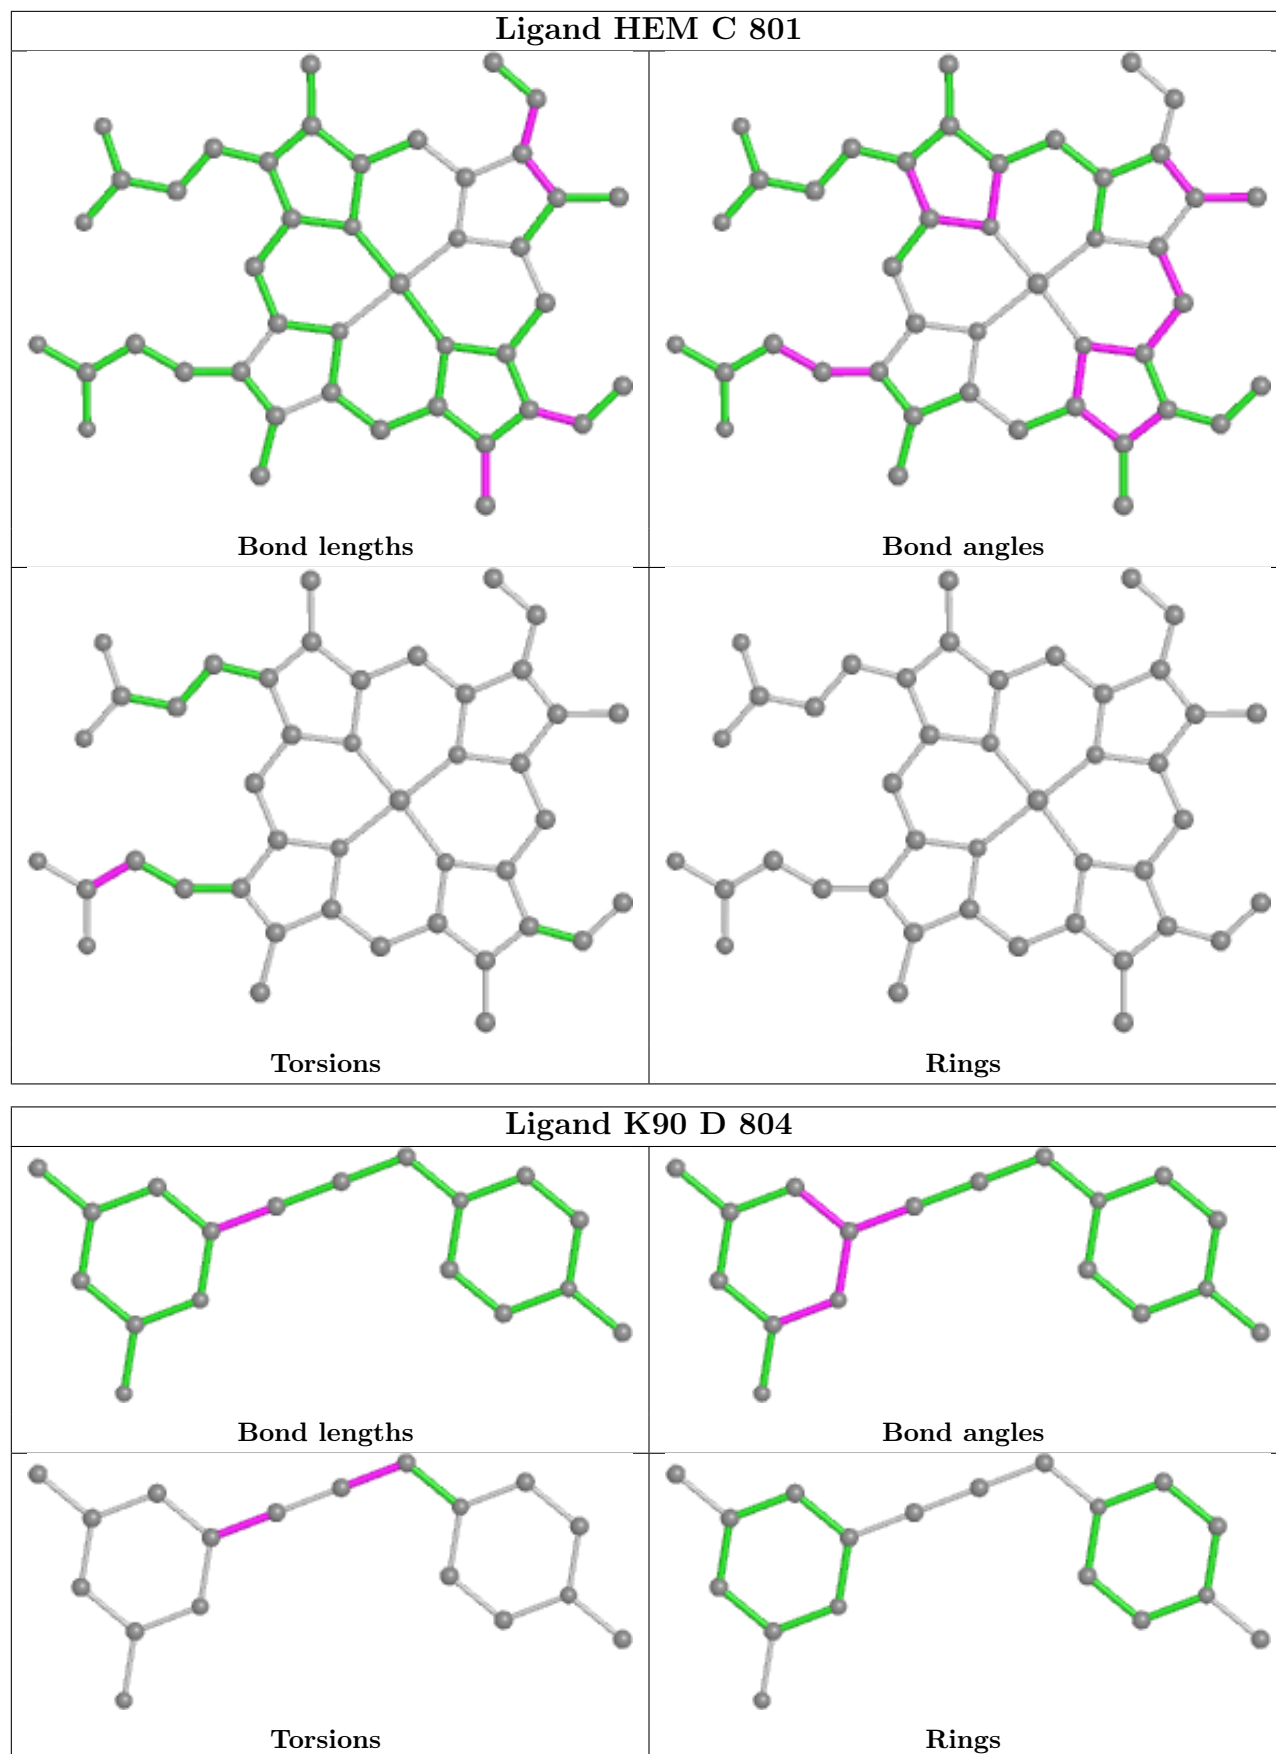 Ligand HEM C 801
Bond lengths
Bond angles
Torsions
Rings
Ligand K90 D 804
Bond lengths
Bond angles
Torsions
Rings